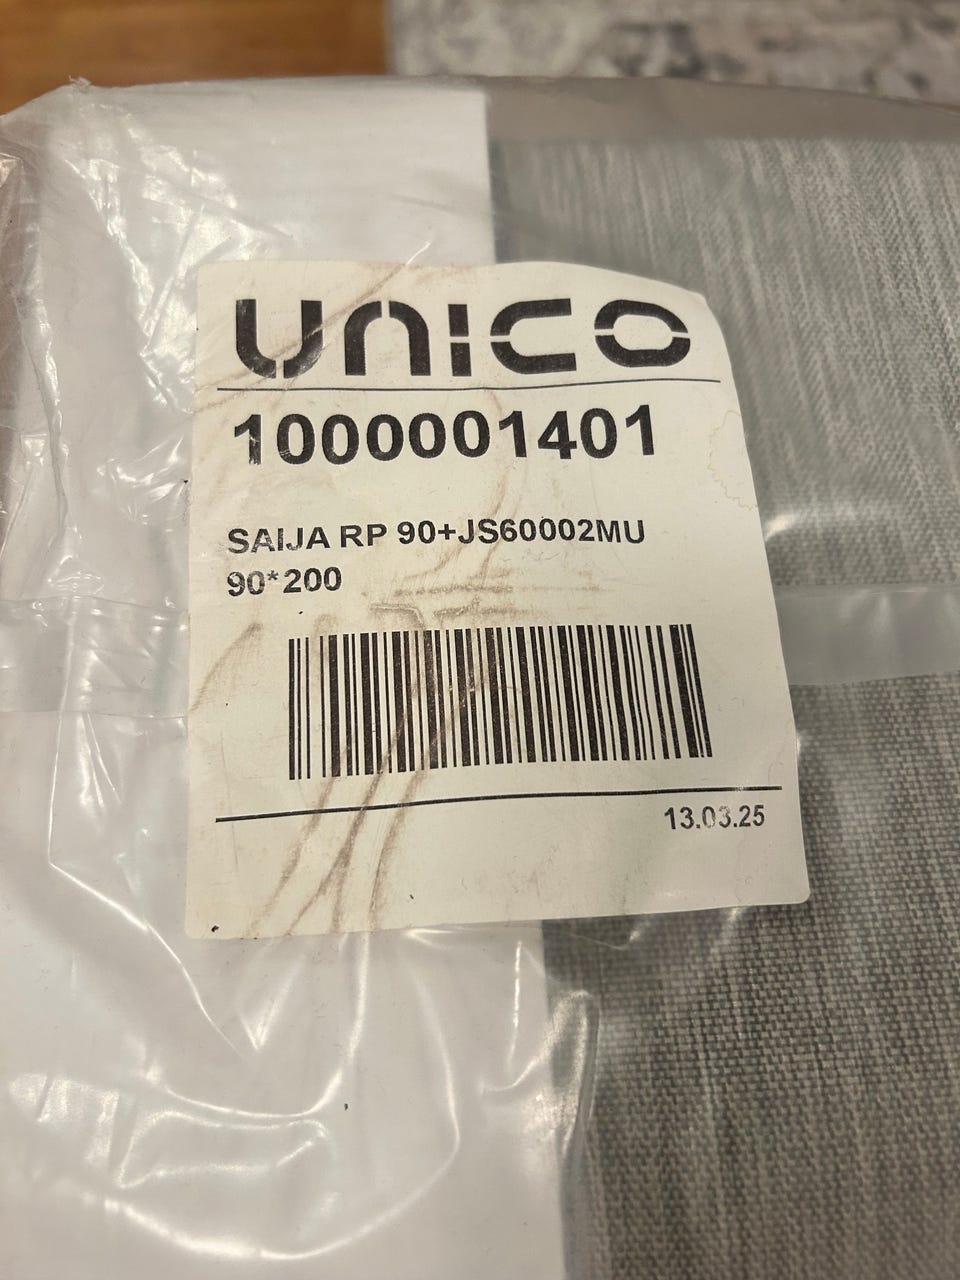 UNICO
1000001401
SAIJA RP 90+JS60002MU
90*200
13.03.25